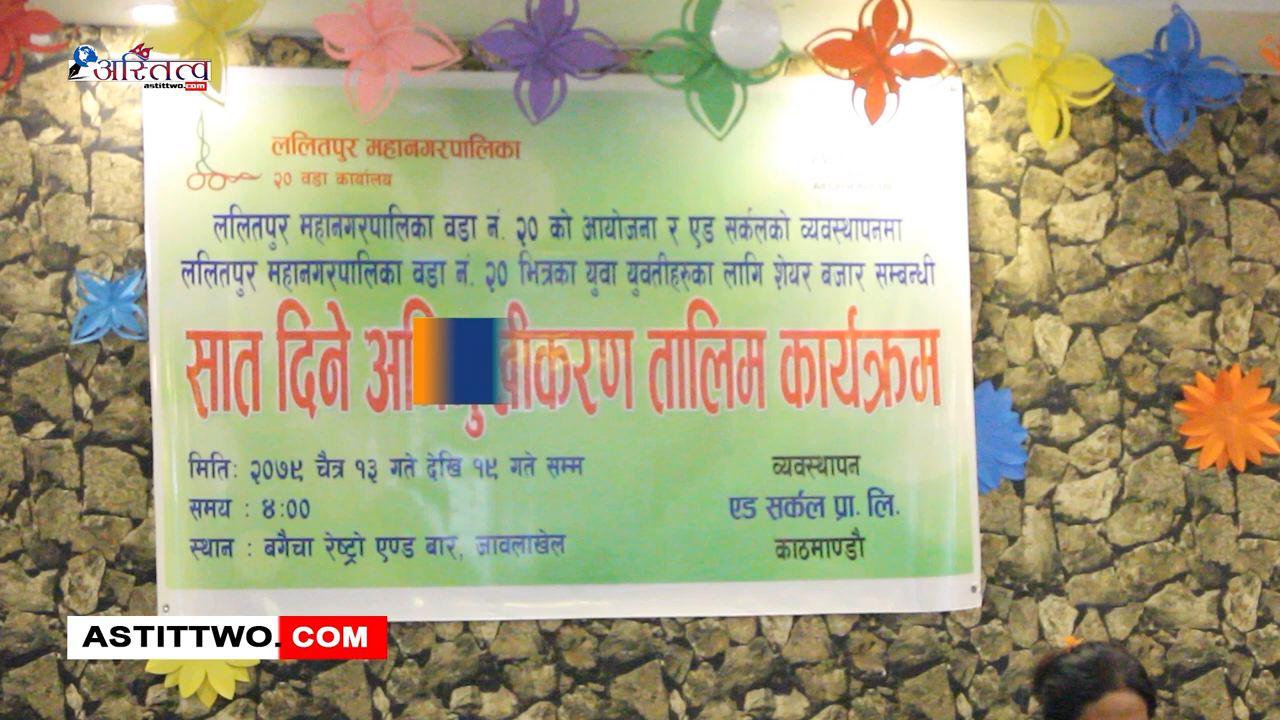 अस्तित्व
astittwo.com
ललितपुर महानगरपालिका
२० वडा कार्यालय
ललितपुर महानगरपालिका वडा नं. २० को आयोजना र एड सर्कलको व्यवस्थापनमा
ललितपुर महानगरपालिका वडा नं. २० भित्रका युवा युवतीहरुका लागि शेयर बजार सम्बन्धी
सात दिने तालिम कार्यक्रम
मिति: २०७९ चैत्र १३ गते देखि १९ गते सम्म
व्यवस्थापन
समय : ४:००
एड सर्कल प्रा. लि.
स्थान : बगैचा रेष्ट्रो एण्ड बार, जावलाखेल
काठमाण्डौ
ASTITTWO. COM